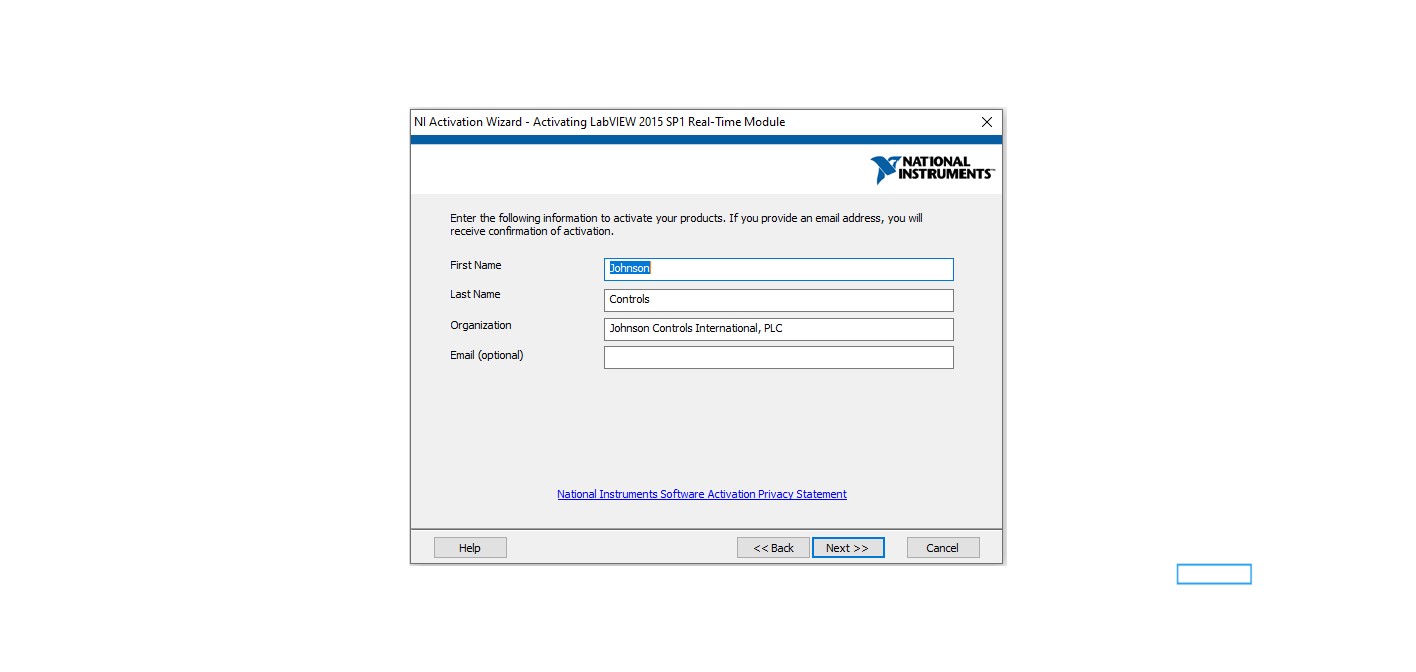 NI Activation Wizard - Activating LabVIEW 2015 SP1 Real-Time Module
NATIONAL
INSTRUMENTS™
Enter the following information to activate your products. If you provide an email address, you will
receive confirmation of activation.
First Name Johnson
Last Name Controls
Organization Johnson Controls International, PLC
Email (optional)
National Instruments Software Activation Privacy Statement
Help << Back Next >> Cancel